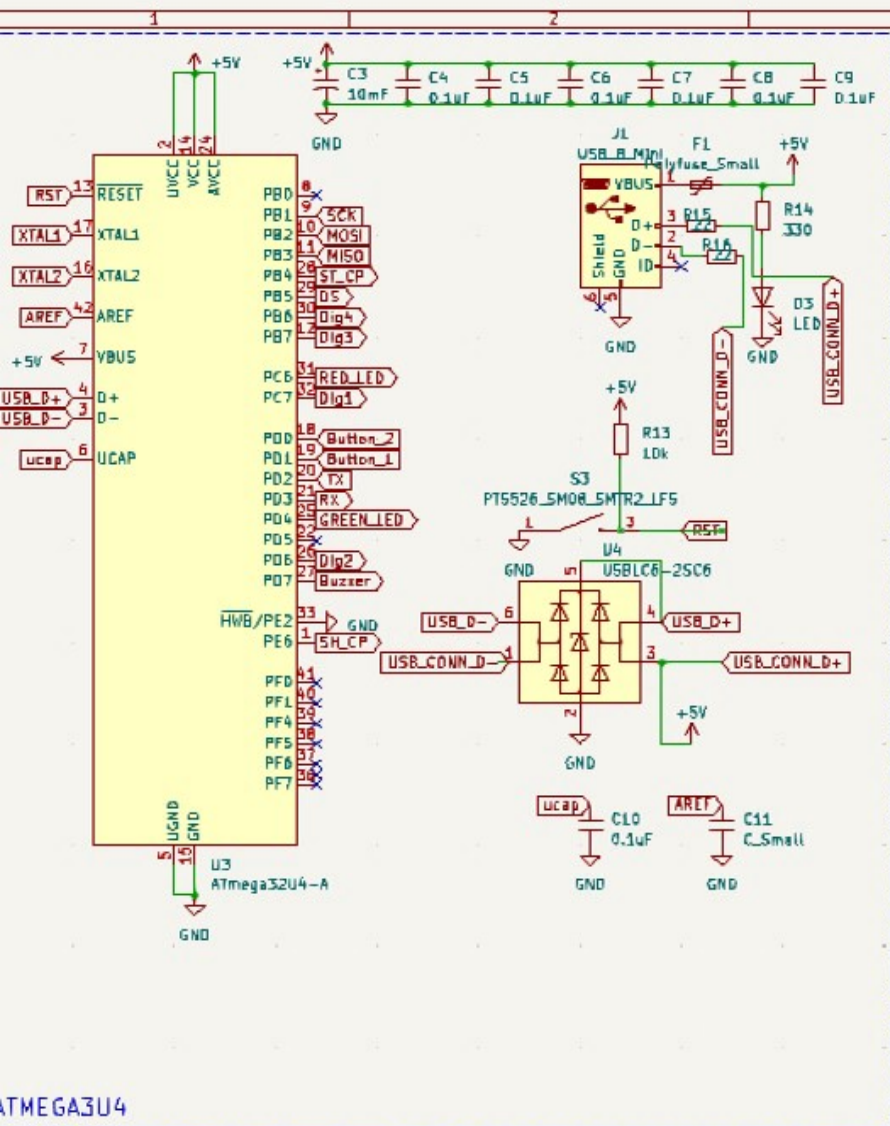 1 2
+5V
+5V
C3
10mF
C4
0.1uF
C5
0.1uF
C6
0.1uF
C7
0.1uF
C8
0.1uF
C9
0.1uF
GND
2 14 24
UVCC VCC AVCC
RST 13 RESET
XTAL1 17 XTAL1
XTAL2 16 XTAL2
AREF 42 AREF
+5V 7 VBUS
USB_D+ 4 D+
USB_D- 3 D-
ucap 6 UCAP
PB0 8
PB1 9 SCK
PB2 10 MOSI
PB3 11 MISO
PB4 28 ST_CP
PB5 29 DS
PB6 30 Dig4
PB7 12 Dig3
PC6 31 RED_LED
PC7 32 Dig1
PD0 18 Button_2
PD1 19 Button_1
PD2 20 TX
PD3 21 RX
PD4 25 GREEN_LED
PD5 22
PD6 26 Dig2
PD7 27 Buzzer
HWB/PE2 33 GND
PE6 1 SH_CP
PF0 41
PF1 40
PF4 39
PF5 38
PF6 37
PF7 36
UGND GND
5 15
U3
ATmega32U4-A
GND
J1
USB_B_Mini
F1
Polyfuse_Small
+5V
VBUS 1
D+ 3
D- 2
ID 4
Shield GND
6 5
GND
R15
22
R16
22
R14
330
D3
LED
GND
USB_CONN_D-
USB_CONN_D+
+5V
R13
10k
S3
PTS526_SM08_SMTR2_LFS
1 3 RST
GND
U4
USBLC6-2SC6
5
USB_D- 6
4 USB_D+
USB_CONN_D- 1
3 USB_CONN_D+
2
+5V
GND
ucap
C10
0.1uF
GND
AREF
C11
C_Small
GND
ATMEGA3U4